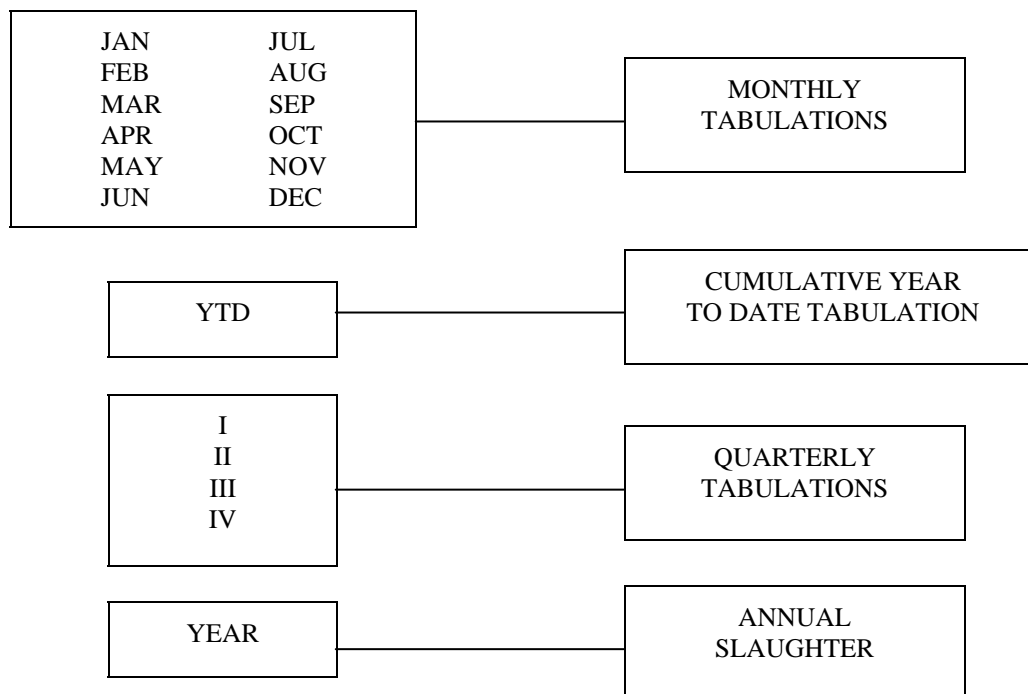 JAN JUL
FEB AUG
MAR SEP
APR OCT
MAY NOV
JUN DEC
MONTHLY
TABULATIONS
YTD
CUMULATIVE YEAR
TO DATE TABULATION
I
II
III
IV
QUARTERLY
TABULATIONS
YEAR
ANNUAL
SLAUGHTER